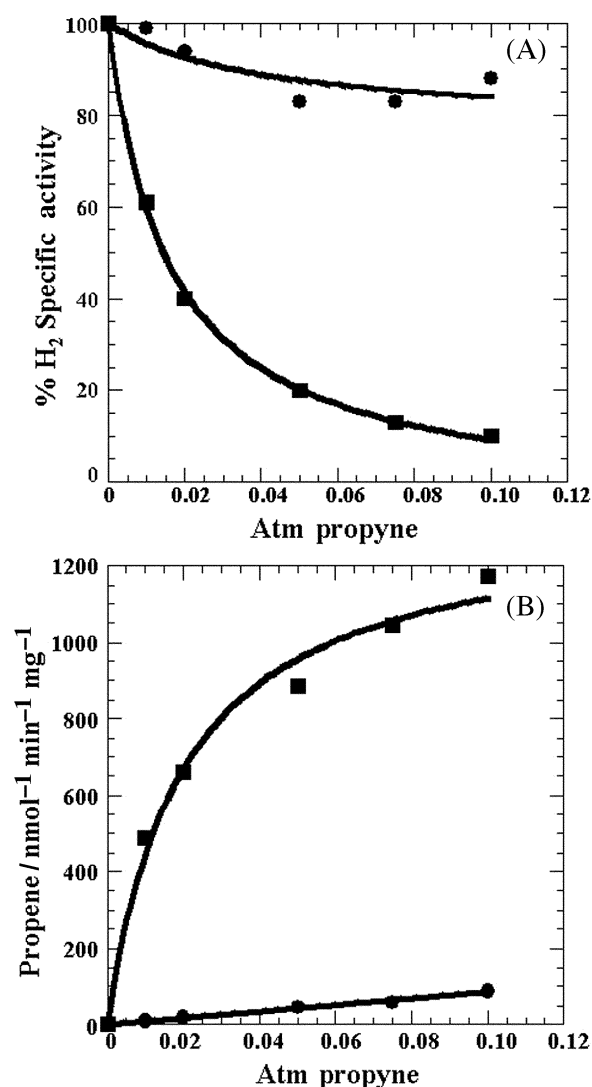 (A)
% H₂ Specific activity
100
80
60
40
20
0
0 0.02 0.04 0.06 0.08 0.10 0.12
Atm propyne
(B)
Propene/nmol⁻¹ min⁻¹ mg⁻¹
1200
1000
800
600
400
200
0
0 0.02 0.04 0.06 0.08 0.10 0.12
Atm propyne